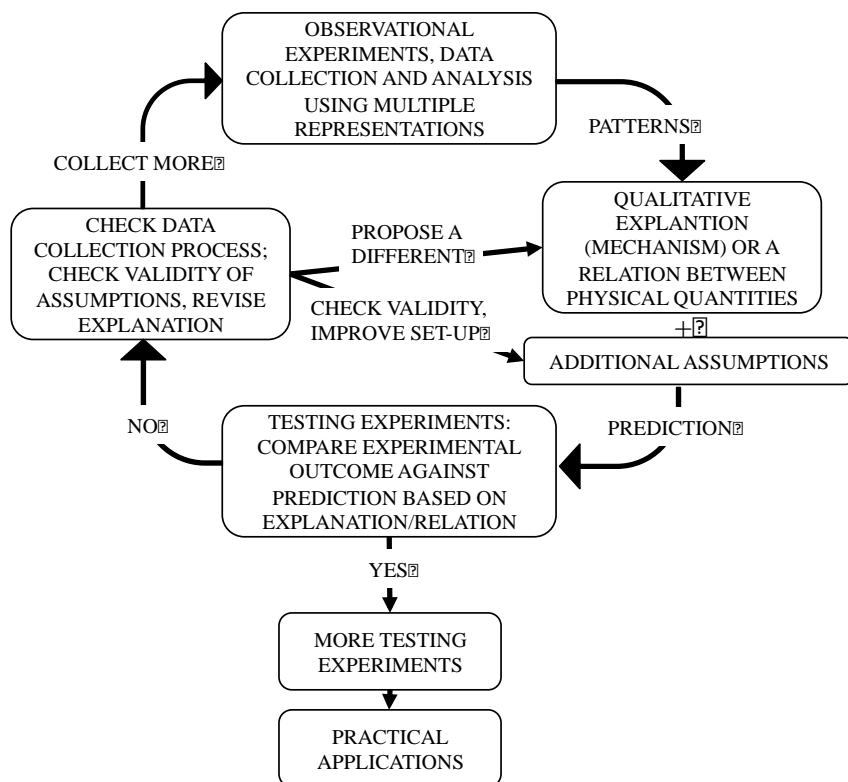 OBSERVATIONAL
EXPERIMENTS, DATA
COLLECTION AND ANALYSIS
USING MULTIPLE
REPRESENTATIONS
PATTERNS⍰
COLLECT MORE⍰
QUALITATIVE
EXPLANTION
(MECHANISM) OR A
RELATION BETWEEN
PHYSICAL QUANTITIES
CHECK DATA
COLLECTION PROCESS;
CHECK VALIDITY OF
ASSUMPTIONS, REVISE
EXPLANATION
PROPOSE A
DIFFERENT⍰
CHECK VALIDITY,
IMPROVE SET-UP⍰
+⍰
ADDITIONAL ASSUMPTIONS
NO⍰
TESTING EXPERIMENTS:
COMPARE EXPERIMENTAL
OUTCOME AGAINST
PREDICTION BASED ON
EXPLANATION/RELATION
PREDICTION⍰
YES⍰
MORE TESTING
EXPERIMENTS
PRACTICAL
APPLICATIONS